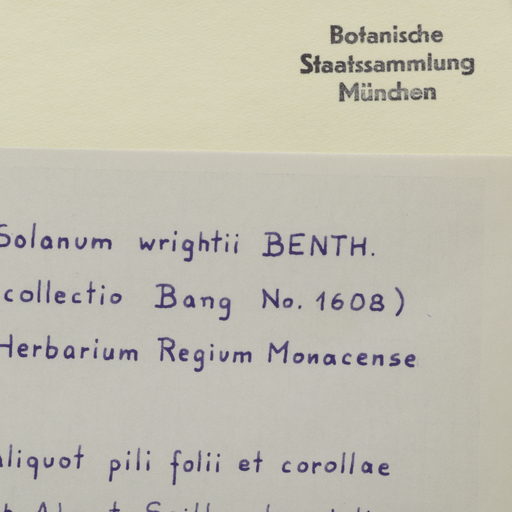 Botanische
Staatssammlung
München
Solanum wrightii BENTH.
collectio Bang No. 1608)
Herbarium Regium Monacense
aliquot pili folii et corollae